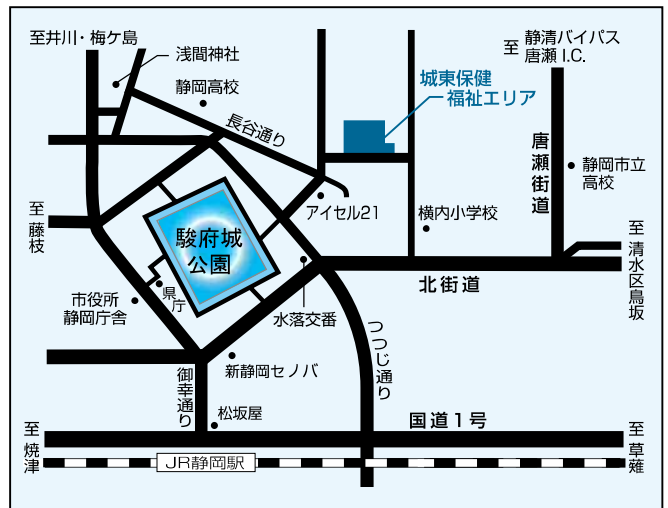 至井川・梅ケ島
浅間神社
静岡高校
長谷通り
城東保健
福祉エリア
至
静清バイパス
唐瀬 I.C.
唐瀬街道
静岡市立
高校
至藤枝
駿府城
公園
アイセル21
横内小学校
至清水区鳥坂
北街道
市役所
静岡庁舎
県庁
水落交番
つつじ通り
新静岡セノバ
御幸通り
松坂屋
国道1号
至焼津
JR静岡駅
至草薙